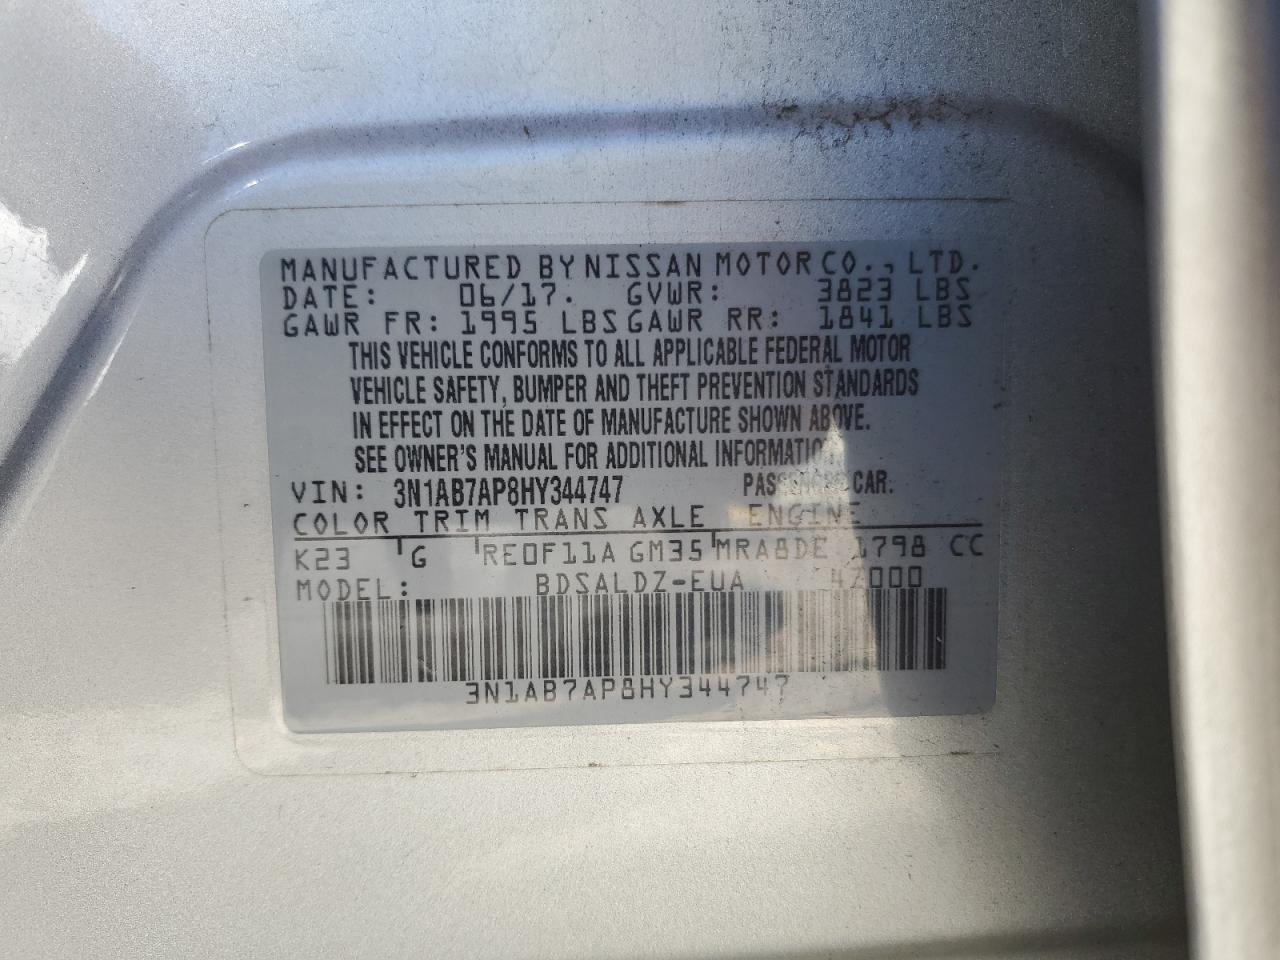 MANUFACTURED BY NISSAN MOTOR CO., LTD.
DATE: 06/17. GVWR: 3823 LBS
GAWR FR: 1995 LBS GAWR RR: 1841 LBS
THIS VEHICLE CONFORMS TO ALL APPLICABLE FEDERAL MOTOR
VEHICLE SAFETY, BUMPER AND THEFT PREVENTION STANDARDS
IN EFFECT ON THE DATE OF MANUFACTURE SHOWN ABOVE.
SEE OWNER'S MANUAL FOR ADDITIONAL INFORMATION.
VIN: 3N1AB7AP8HY344747 PASSENGER CAR.
COLOR TRIM TRANS AXLE ENGINE
K23 G RE0F11A GM35 MRA8DE 1798 CC
MODEL: BDSALDZ-EUA 42000
3N1AB7AP8HY344747